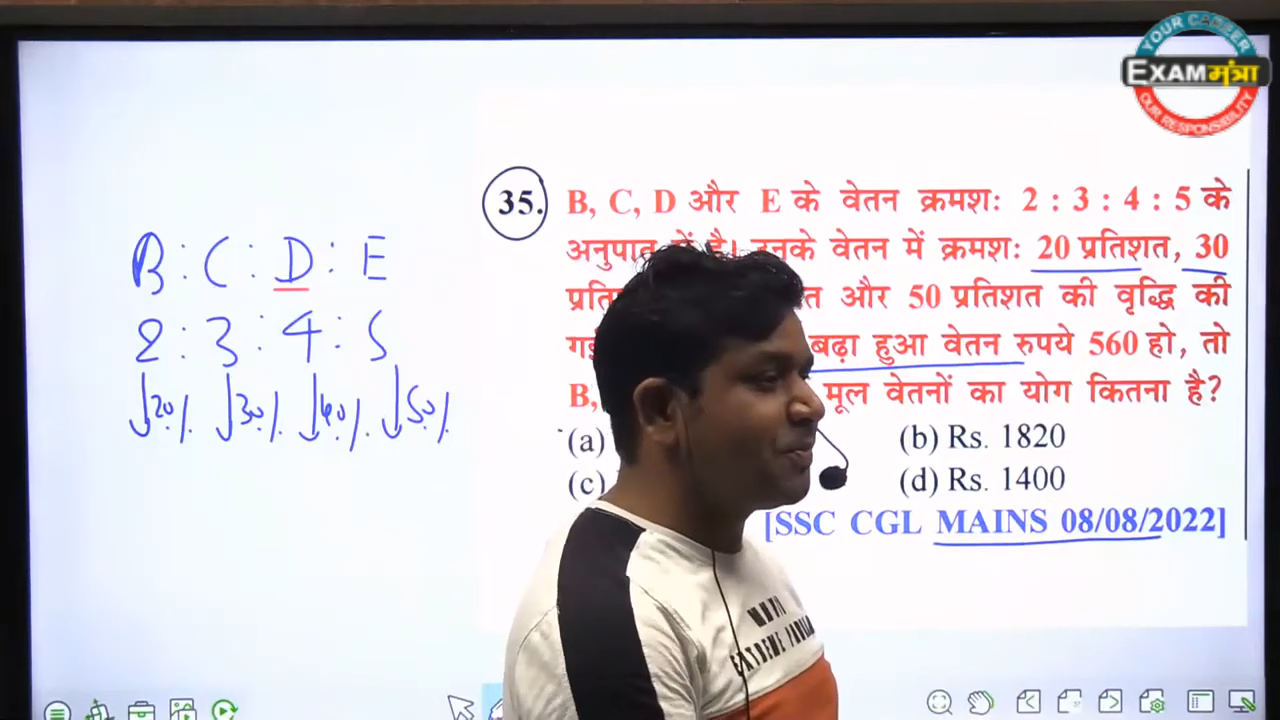 YOUR CAREER
EXAMमंत्रा
OUR RESPONSIBILITY
35. B, C, D और E के वेतन क्रमशः 2 : 3 : 4 : 5 के
अनुपात में है। उनके वेतन में क्रमशः 20 प्रतिशत, 30
और 50 प्रतिशत की वृद्धि की
बढ़ा हुआ वेतन रुपये 560 हो, तो
B, मूल वेतनों का योग कितना है?
(a) (b) Rs. 1820
(c) (d) Rs. 1400
[SSC CGL MAINS 08/08/2022]
B : C : D : E
2 : 3 : 4 : 5
↓20% ↓30% ↓40% ↓50%